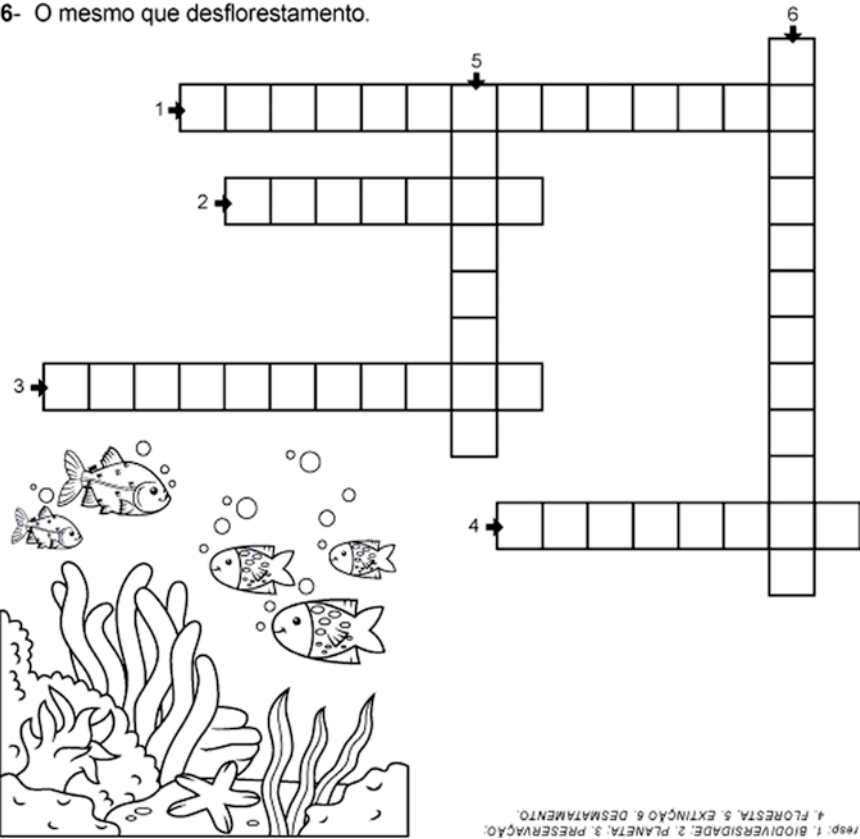 6- O mesmo que desflorestamento.
6
5
1
2
3
4
resp: 1. BIODIVERSIDADE; 2. PLANETA; 3. PRESERVAÇÃO;
4. FLORESTA, 5. EXTINÇÃO 6. DESMATAMENTO.